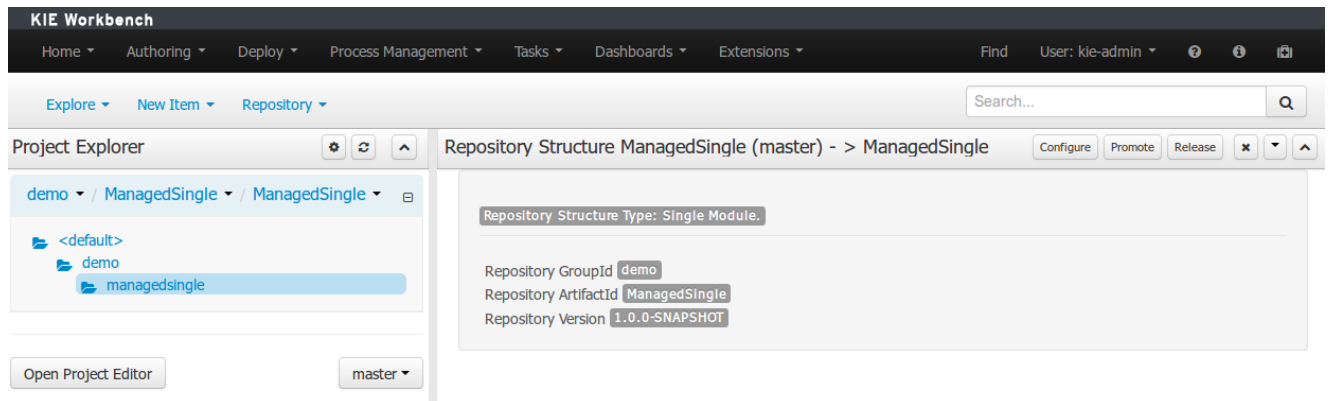 KIE Workbench
Home Authoring Deploy Process Management Tasks Dashboards Extensions Find User: kie-admin
Explore New Item Repository Search...
Project Explorer
demo / ManagedSingle / ManagedSingle
<default>
demo
managedsingle
Open Project Editor master
Repository Structure ManagedSingle (master) - > ManagedSingle Configure Promote Release
Repository Structure Type: Single Module.
Repository GroupId demo
Repository ArtifactId ManagedSingle
Repository Version 1.0.0-SNAPSHOT